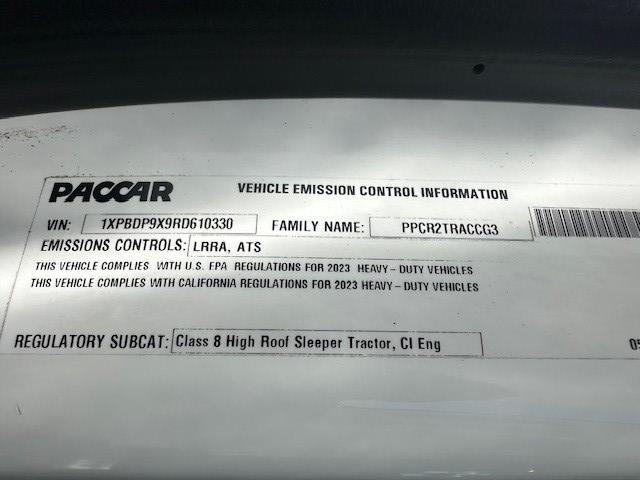 PACCAR VEHICLE EMISSION CONTROL INFORMATION
VIN: 1XPBDP9X9RD610330 FAMILY NAME: PPCR2TRACCG3
EMISSIONS CONTROLS: LRRA, ATS
THIS VEHICLE COMPLIES WITH U.S. EPA REGULATIONS FOR 2023 HEAVY-DUTY VEHICLES
THIS VEHICLE COMPLIES WITH CALIFORNIA REGULATIONS FOR 2023 HEAVY-DUTY VEHICLES
REGULATORY SUBCAT: Class 8 High Roof Sleeper Tractor, CI Eng